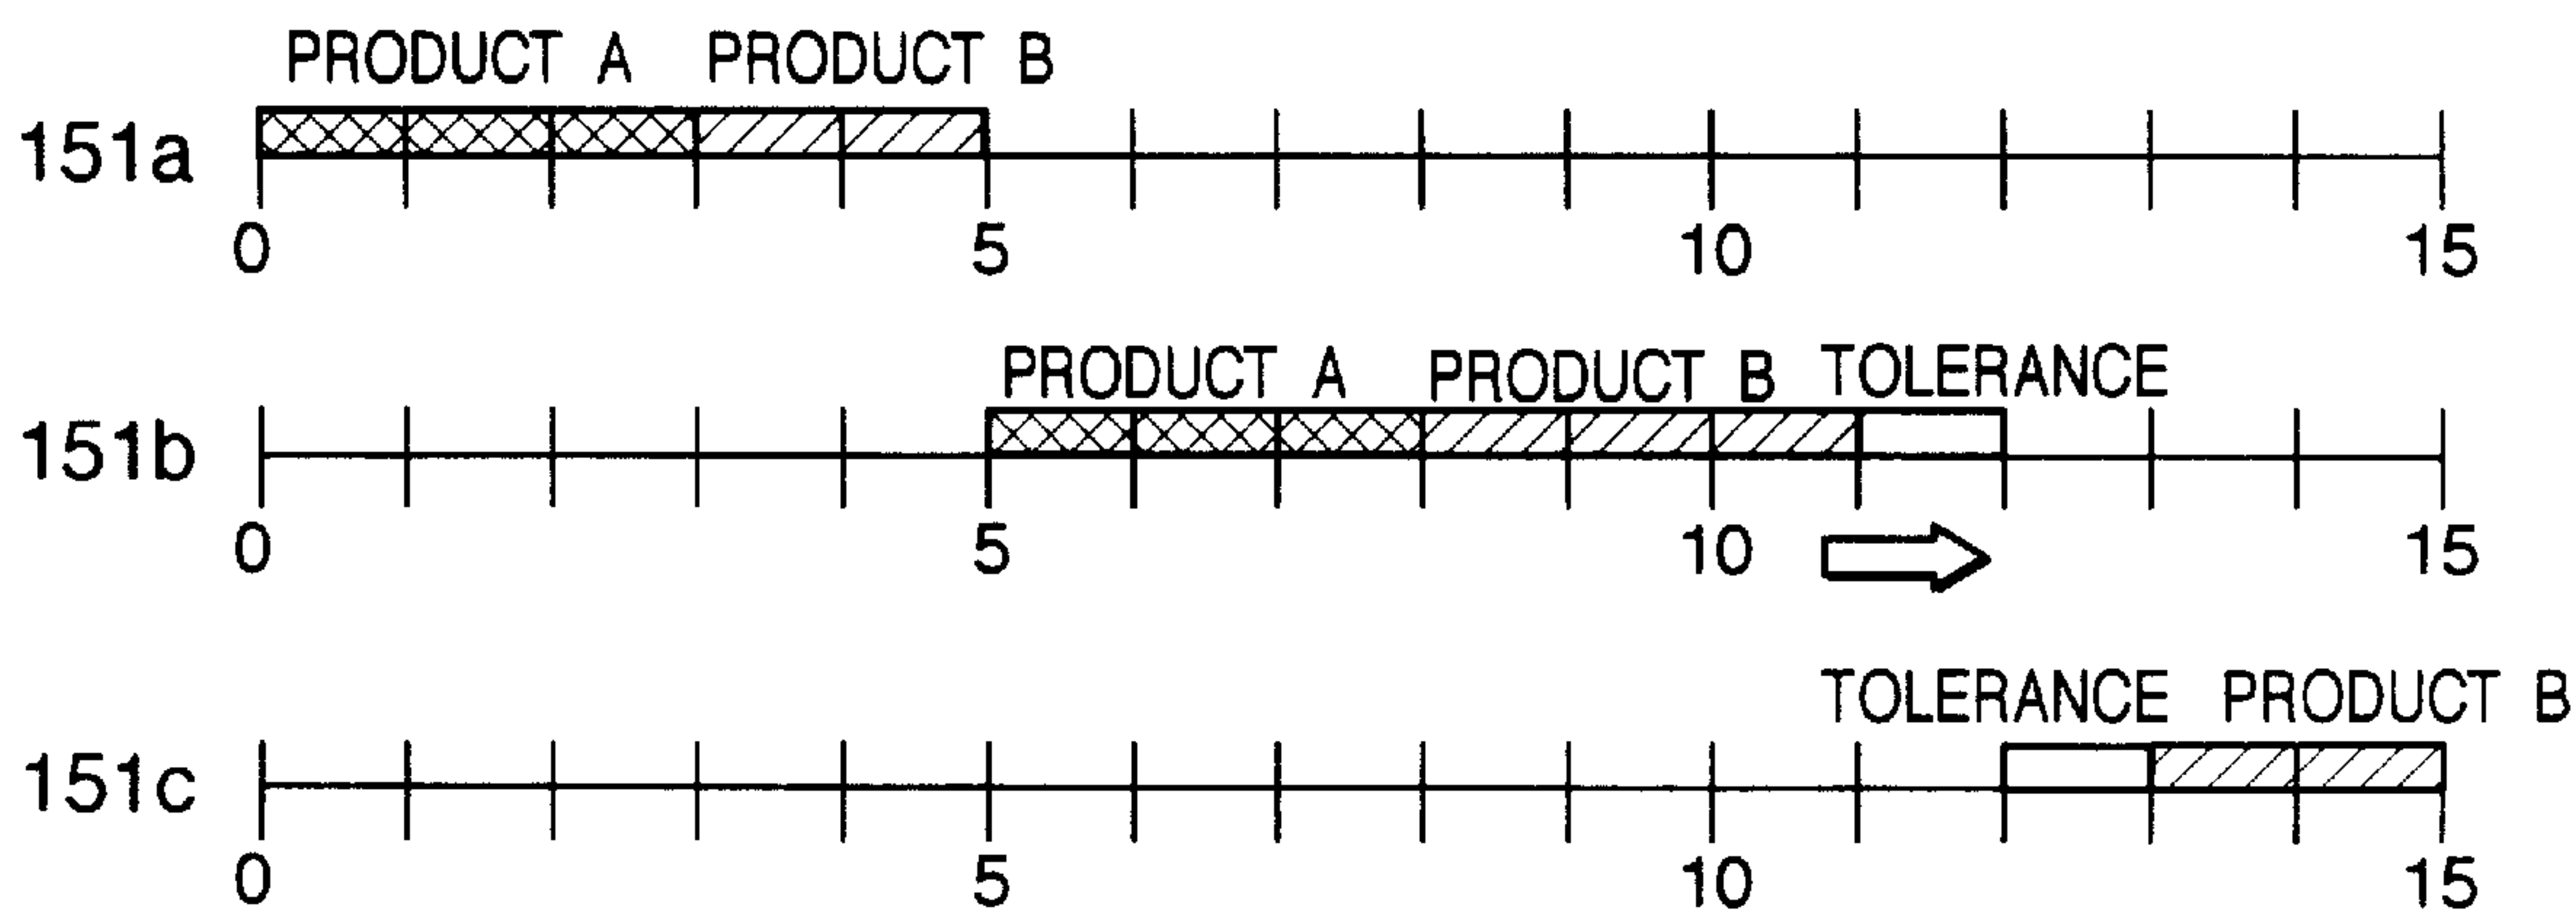 PRODUCT A PRODUCT B
151a
0 5 10 15
PRODUCT A PRODUCT B TOLERANCE
151b
0 5 10 15
TOLERANCE PRODUCT B
151c
0 5 10 15